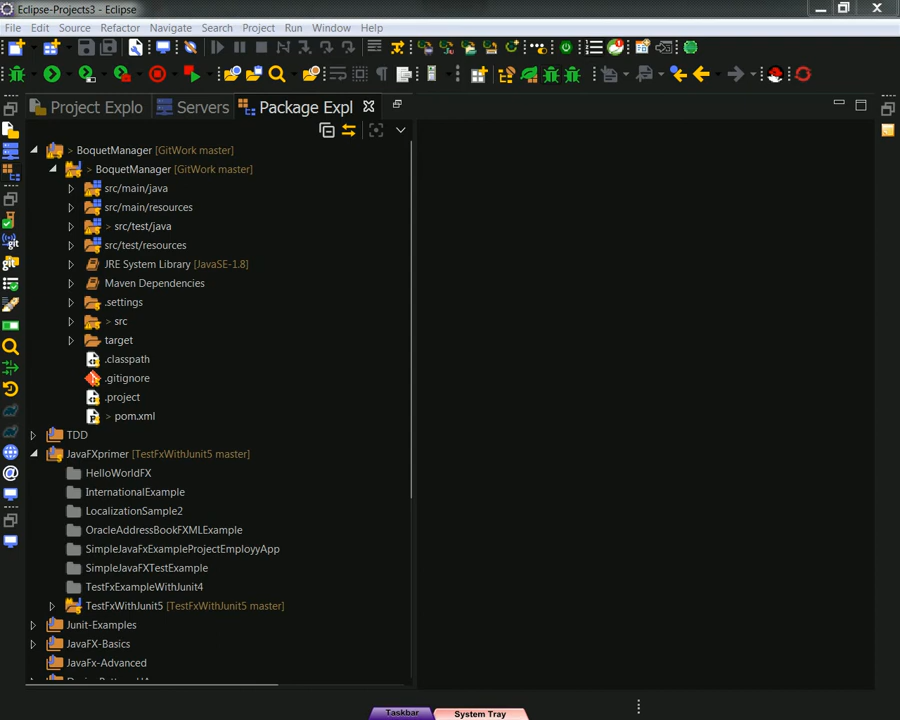 Eclipse-Projects3 - Eclipse
File Edit Source Refactor Navigate Search Project Run Window Help
Project Explo Servers Package Expl
> BoquetManager [GitWork master]
> BoquetManager [GitWork master]
src/main/java
src/main/resources
> src/test/java
src/test/resources
JRE System Library [JavaSE-1.8]
Maven Dependencies
.settings
> src
target
.classpath
.gitignore
.project
> pom.xml
TDD
JavaFXprimer [TestFxWithJunit5 master]
HelloWorldFX
InternationalExample
LocalizationSample2
OracleAddressBookFXMLExample
SimpleJavaFxExampleProjectEmployyApp
SimpleJavaFXTestExample
TestFxExampleWithJunit4
TestFxWithJunit5 [TestFxWithJunit5 master]
Junit-Examples
JavaFX-Basics
JavaFx-Advanced
Taskbar System Tray